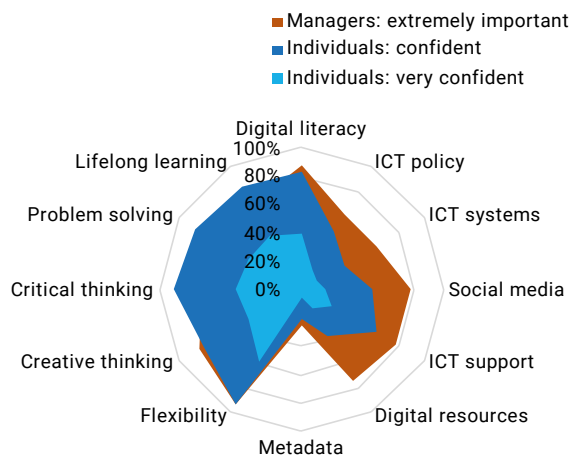 Managers: extremely important
Individuals: confident
Individuals: very confident
Digital literacy
100%
Lifelong learning
ICT policy
80%
Problem solving
60%
ICT systems
40%
20%
Critical thinking
0%
Social media
Creative thinking
ICT support
Flexibility
Digital resources
Metadata